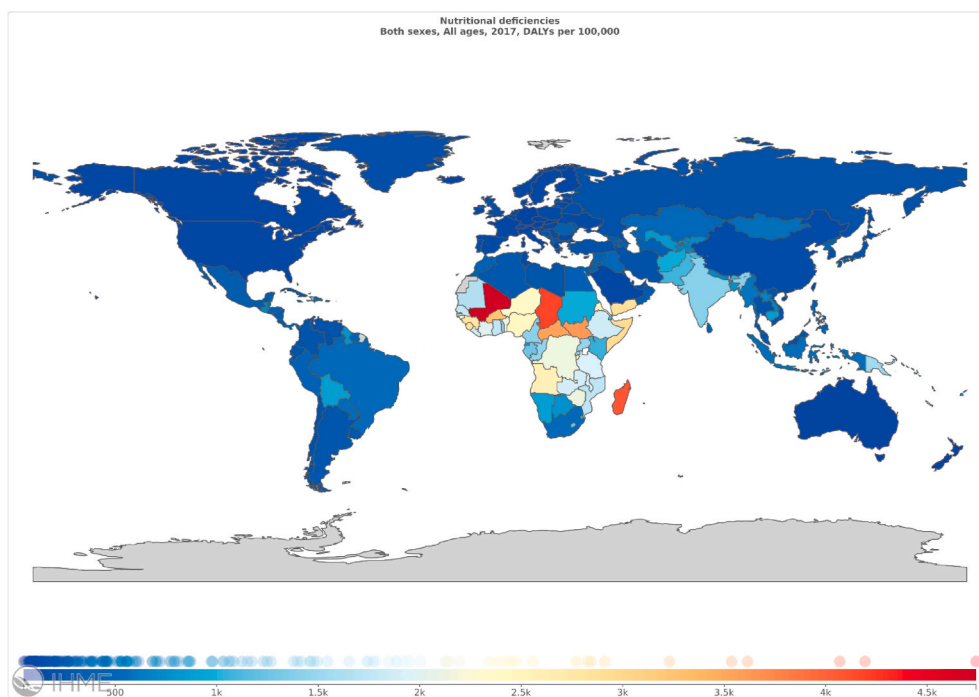 Nutritional deficiencies
Both sexes, All ages, 2017, DALYs per 100,000
IHME
500 1k 1.5k 2k 2.5k 3k 3.5k 4k 4.5k